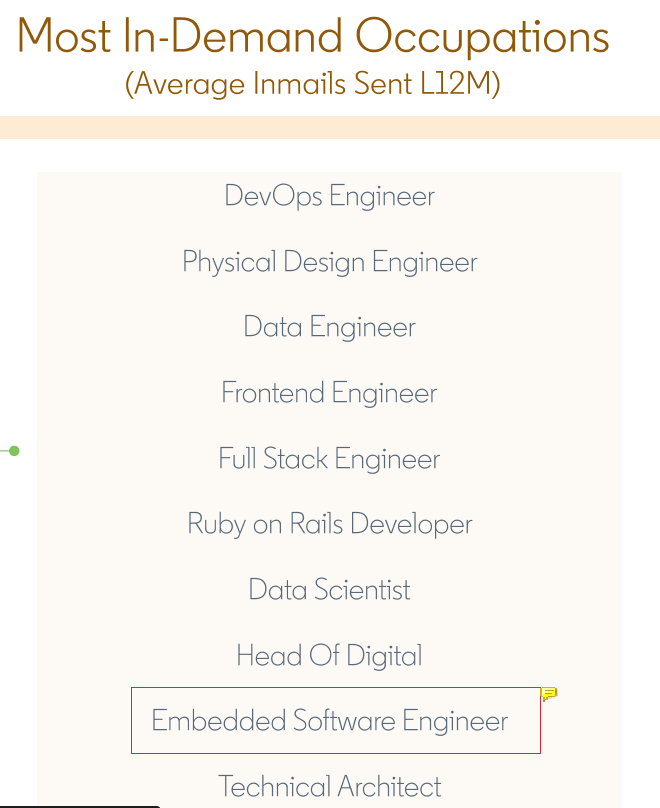 Most In-Demand Occupations
(Average Inmails Sent L12M)
DevOps Engineer
Physical Design Engineer
Data Engineer
Frontend Engineer
Full Stack Engineer
Ruby on Rails Developer
Data Scientist
Head Of Digital
Embedded Software Engineer
Technical Architect